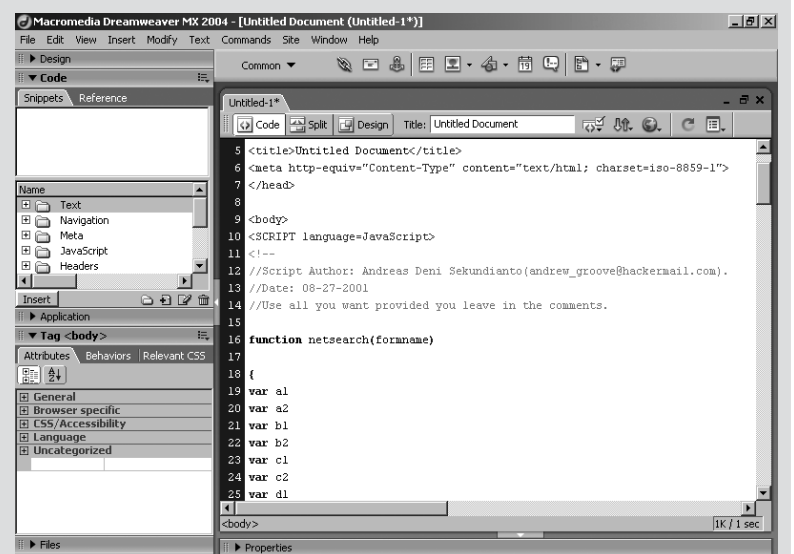 Macromedia Dreamweaver MX 2004 - [Untitled Document (Untitled-1*)]
File Edit View Insert Modify Text Commands Site Window Help
Design
Code
Snippets Reference
Name
Text
Navigation
Meta
JavaScript
Headers
Insert
Application
Tag <body>
Attributes Behaviors Relevant CSS
General
Browser specific
CSS/Accessibility
Language
Uncategorized
Files
Common
19
Untitled-1*
Code Split Design Title: Untitled Document
5 <title>Untitled Document</title>
6 <meta http-equiv="Content-Type" content="text/html; charset=iso-8859-1">
7 </head>
8
9 <body>
10 <SCRIPT language=JavaScript>
11 <!--
12 //Script Author: Andreas Deni Sekundianto(andrew_groove@hackermail.com).
13 //Date: 08-27-2001
14 //Use all you want provided you leave in the comments.
15
16 function netsearch(formname)
17
18 {
19 var a1
20 var a2
21 var b1
22 var b2
23 var c1
24 var c2
25 var d1
<body>
1K / 1 sec
Properties